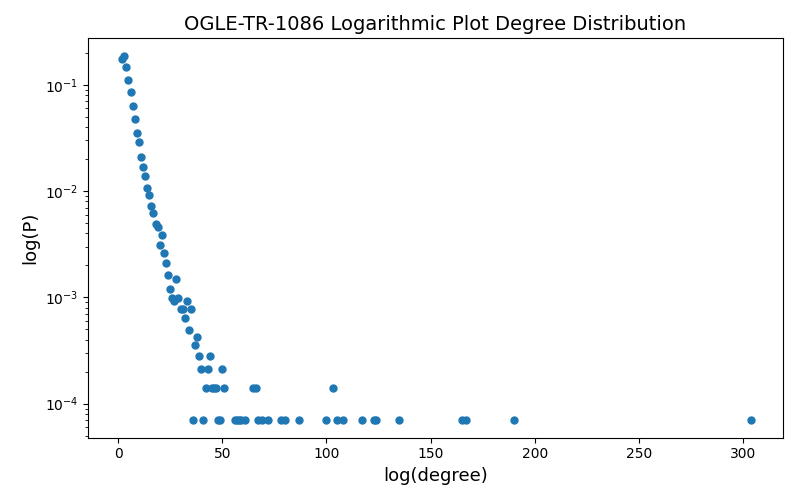 OGLE-TR-1086 Logarithmic Plot Degree Distribution
log(P)
10⁻¹
10⁻²
10⁻³
10⁻⁴
0 50 100 150 200 250 300
log(degree)